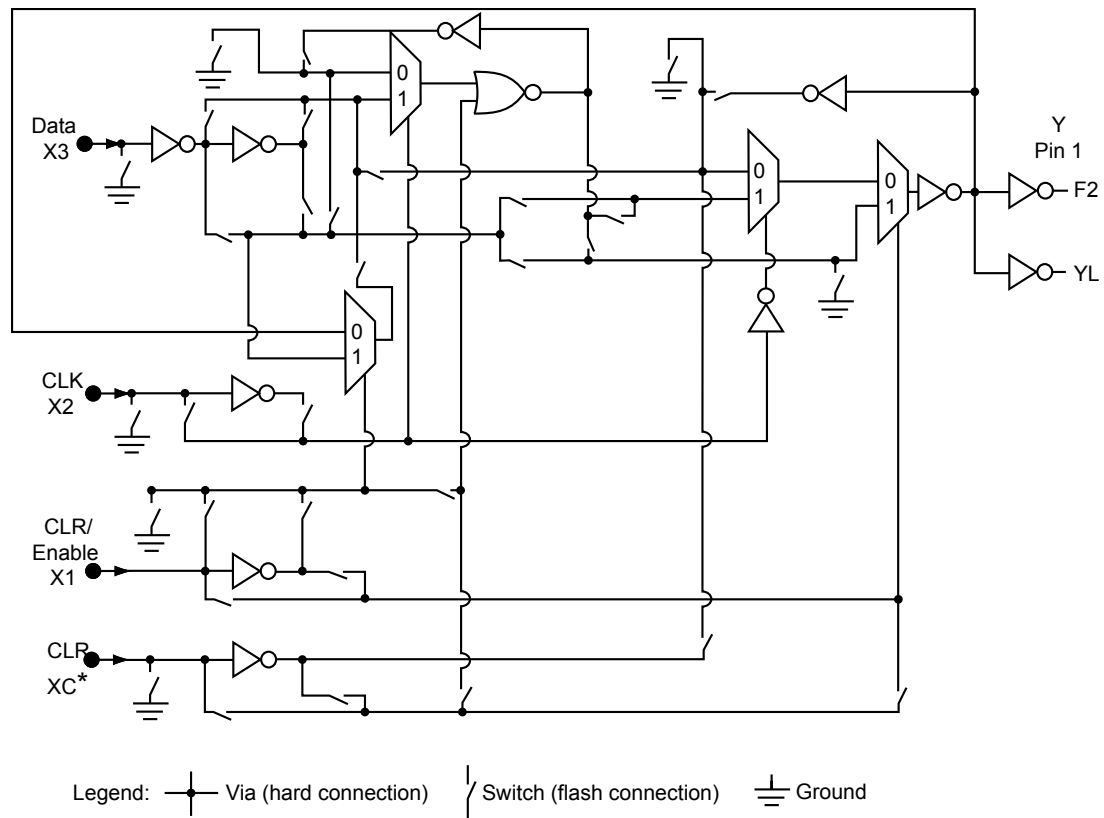 0
1
Data
X3
0
1
0
1
Y
Pin 1
F2
YL
0
1
CLK
X2
CLR/
Enable
X1
CLR
XC*
Legend: Via (hard connection) Switch (flash connection) Ground